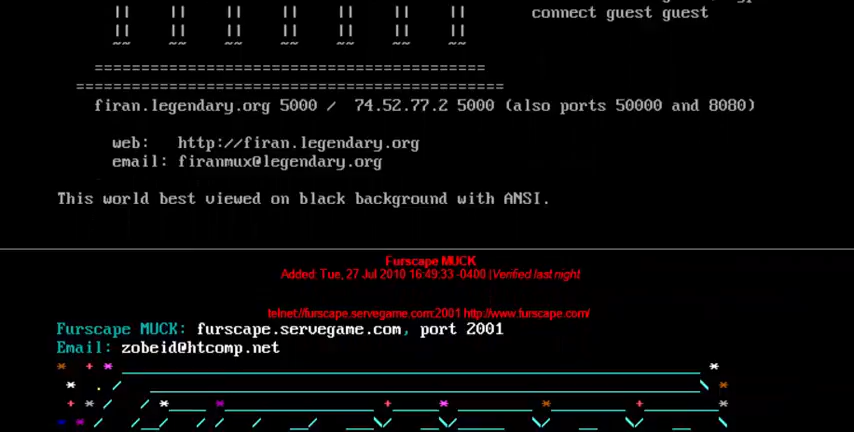 connect guest guest
firan.legendary.org 5000 / 74.52.77.2 5000 (also ports 50000 and 8080)
web: http://firan.legendary.org
email: firanmux@legendary.org
This world best viewed on black background with ANSI.
Furscape MUCK
Added: Tue, 27 Jul 2010 16:49:33 -0400 |Verified last night
telnet://furscape.servegame.com:2001 http://www.furscape.com/
Furscape MUCK: furscape.servegame.com, port 2001
Email: zobeid@htcomp.net